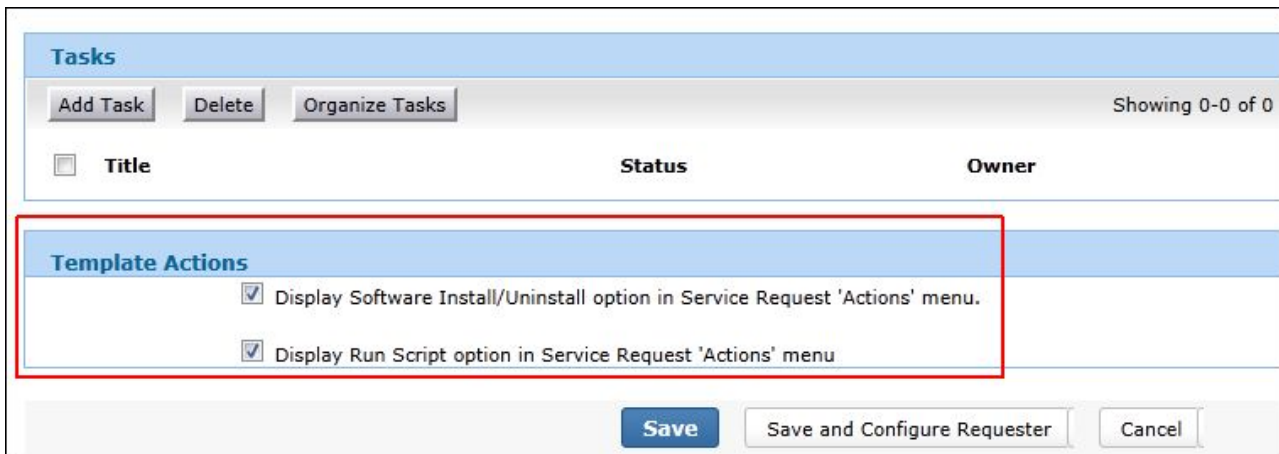 Tasks
Add Task Delete Organize Tasks Showing 0-0 of 0
Title Status Owner
Template Actions
Display Software Install/Uninstall option in Service Request 'Actions' menu.
Display Run Script option in Service Request 'Actions' menu
Save Save and Configure Requester Cancel